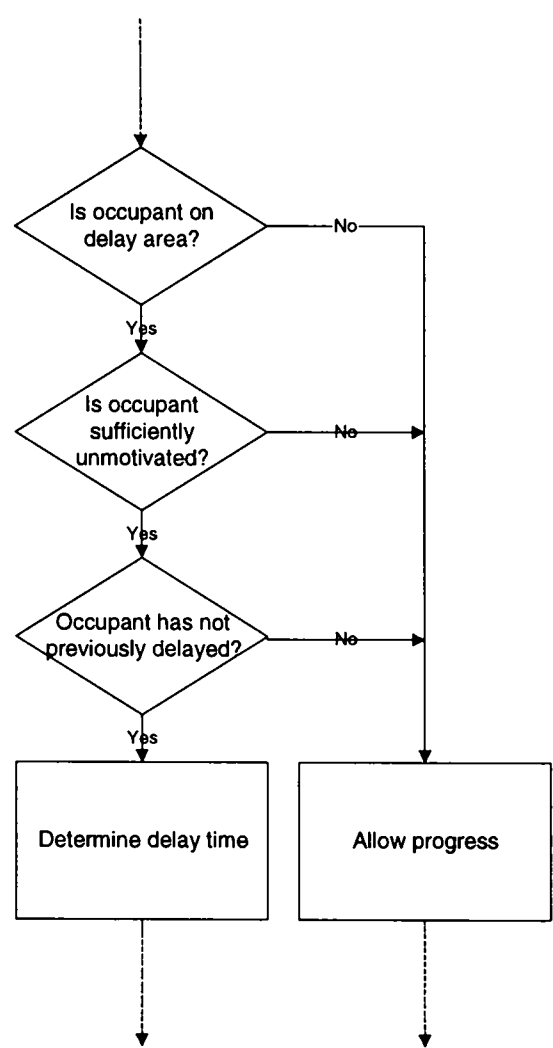 Is occupant on
delay area?
No
Yes
Is occupant
sufficiently
unmotivated?
No
Yes
Occupant has not
previously delayed?
No
Yes
Determine delay time
Allow progress